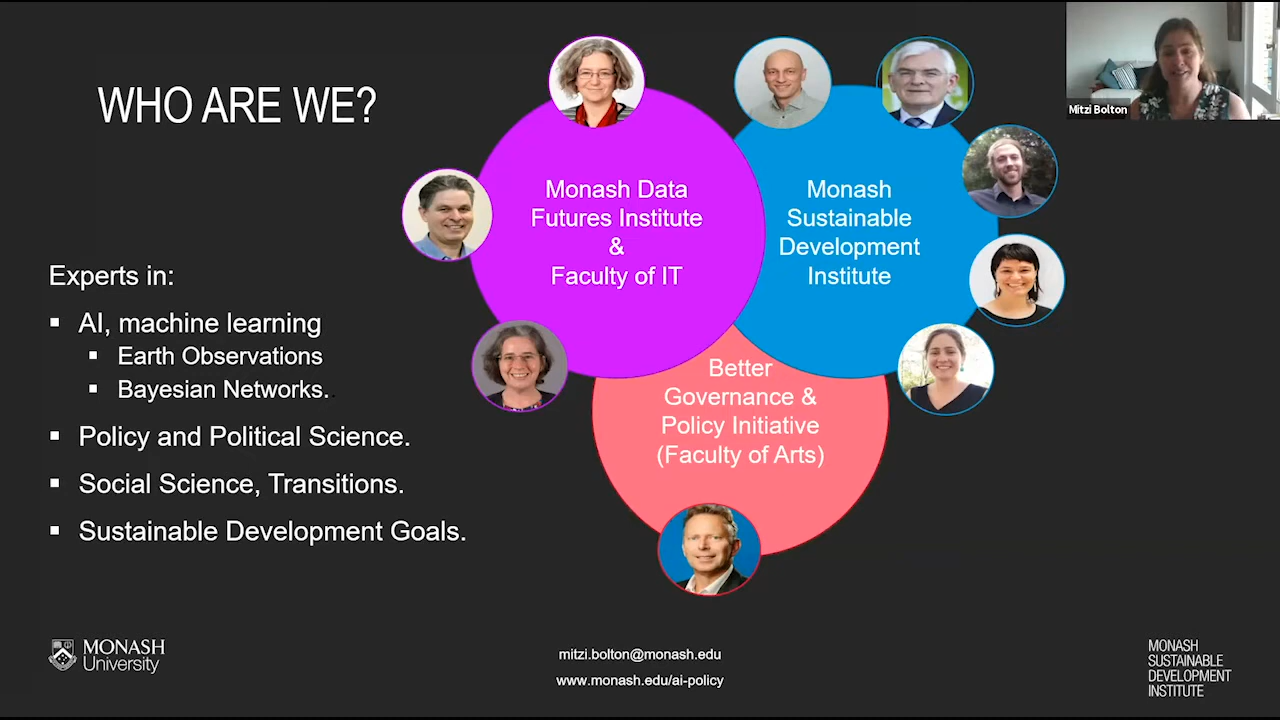 WHO ARE WE?
Mitzi Bolton
Monash Data
Futures Institute
&
Faculty of IT
Monash
Sustainable
Development
Institute
Better
Governance &
Policy Initiative
(Faculty of Arts)
Experts in:
▪ AI, machine learning
▪ Earth Observations
▪ Bayesian Networks.
▪ Policy and Political Science.
▪ Social Science, Transitions.
▪ Sustainable Development Goals.
MONASH
University
mitzi.bolton@monash.edu
www.monash.edu/ai-policy
MONASH
SUSTAINABLE
DEVELOPMENT
INSTITUTE